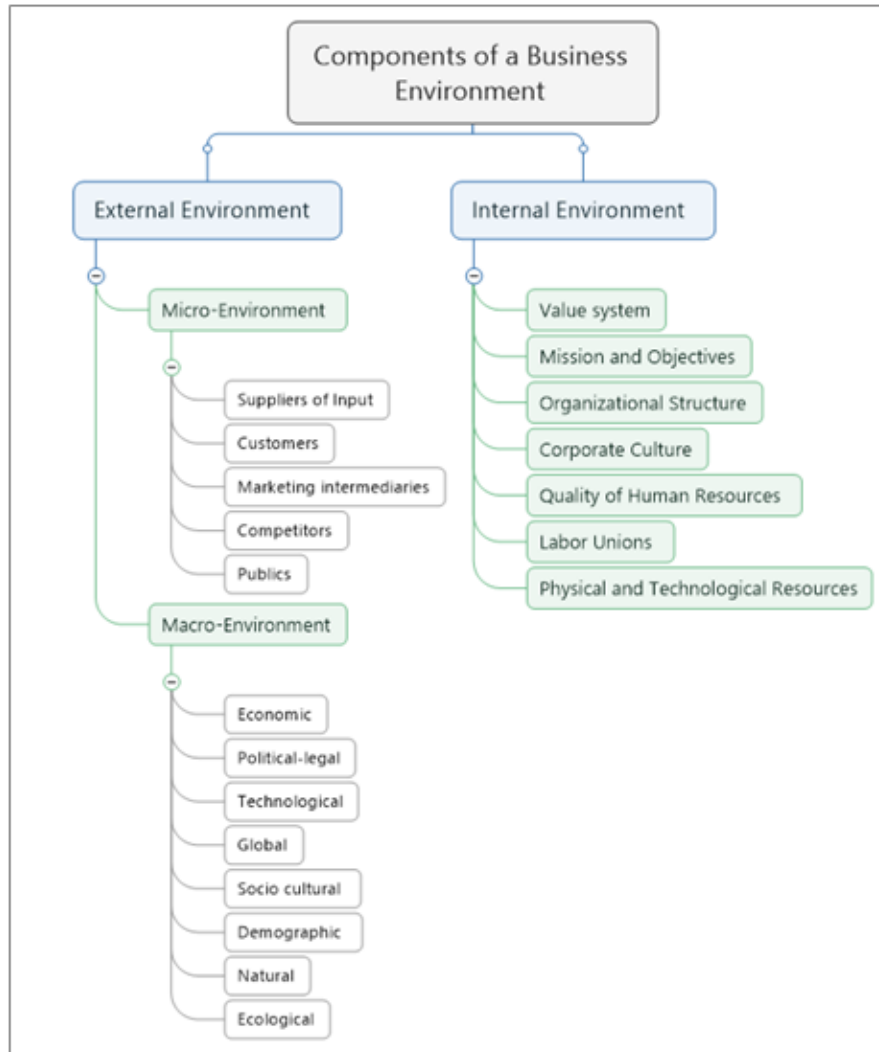 Components of a Business
Environment
External Environment
Micro-Environment
Suppliers of Input
Customers
Marketing intermediaries
Competitors
Publics
Macro-Environment
Economic
Political-legal
Technological
Global
Socio cultural
Demographic
Natural
Ecological
Internal Environment
Value system
Mission and Objectives
Organizational Structure
Corporate Culture
Quality of Human Resources
Labor Unions
Physical and Technological Resources